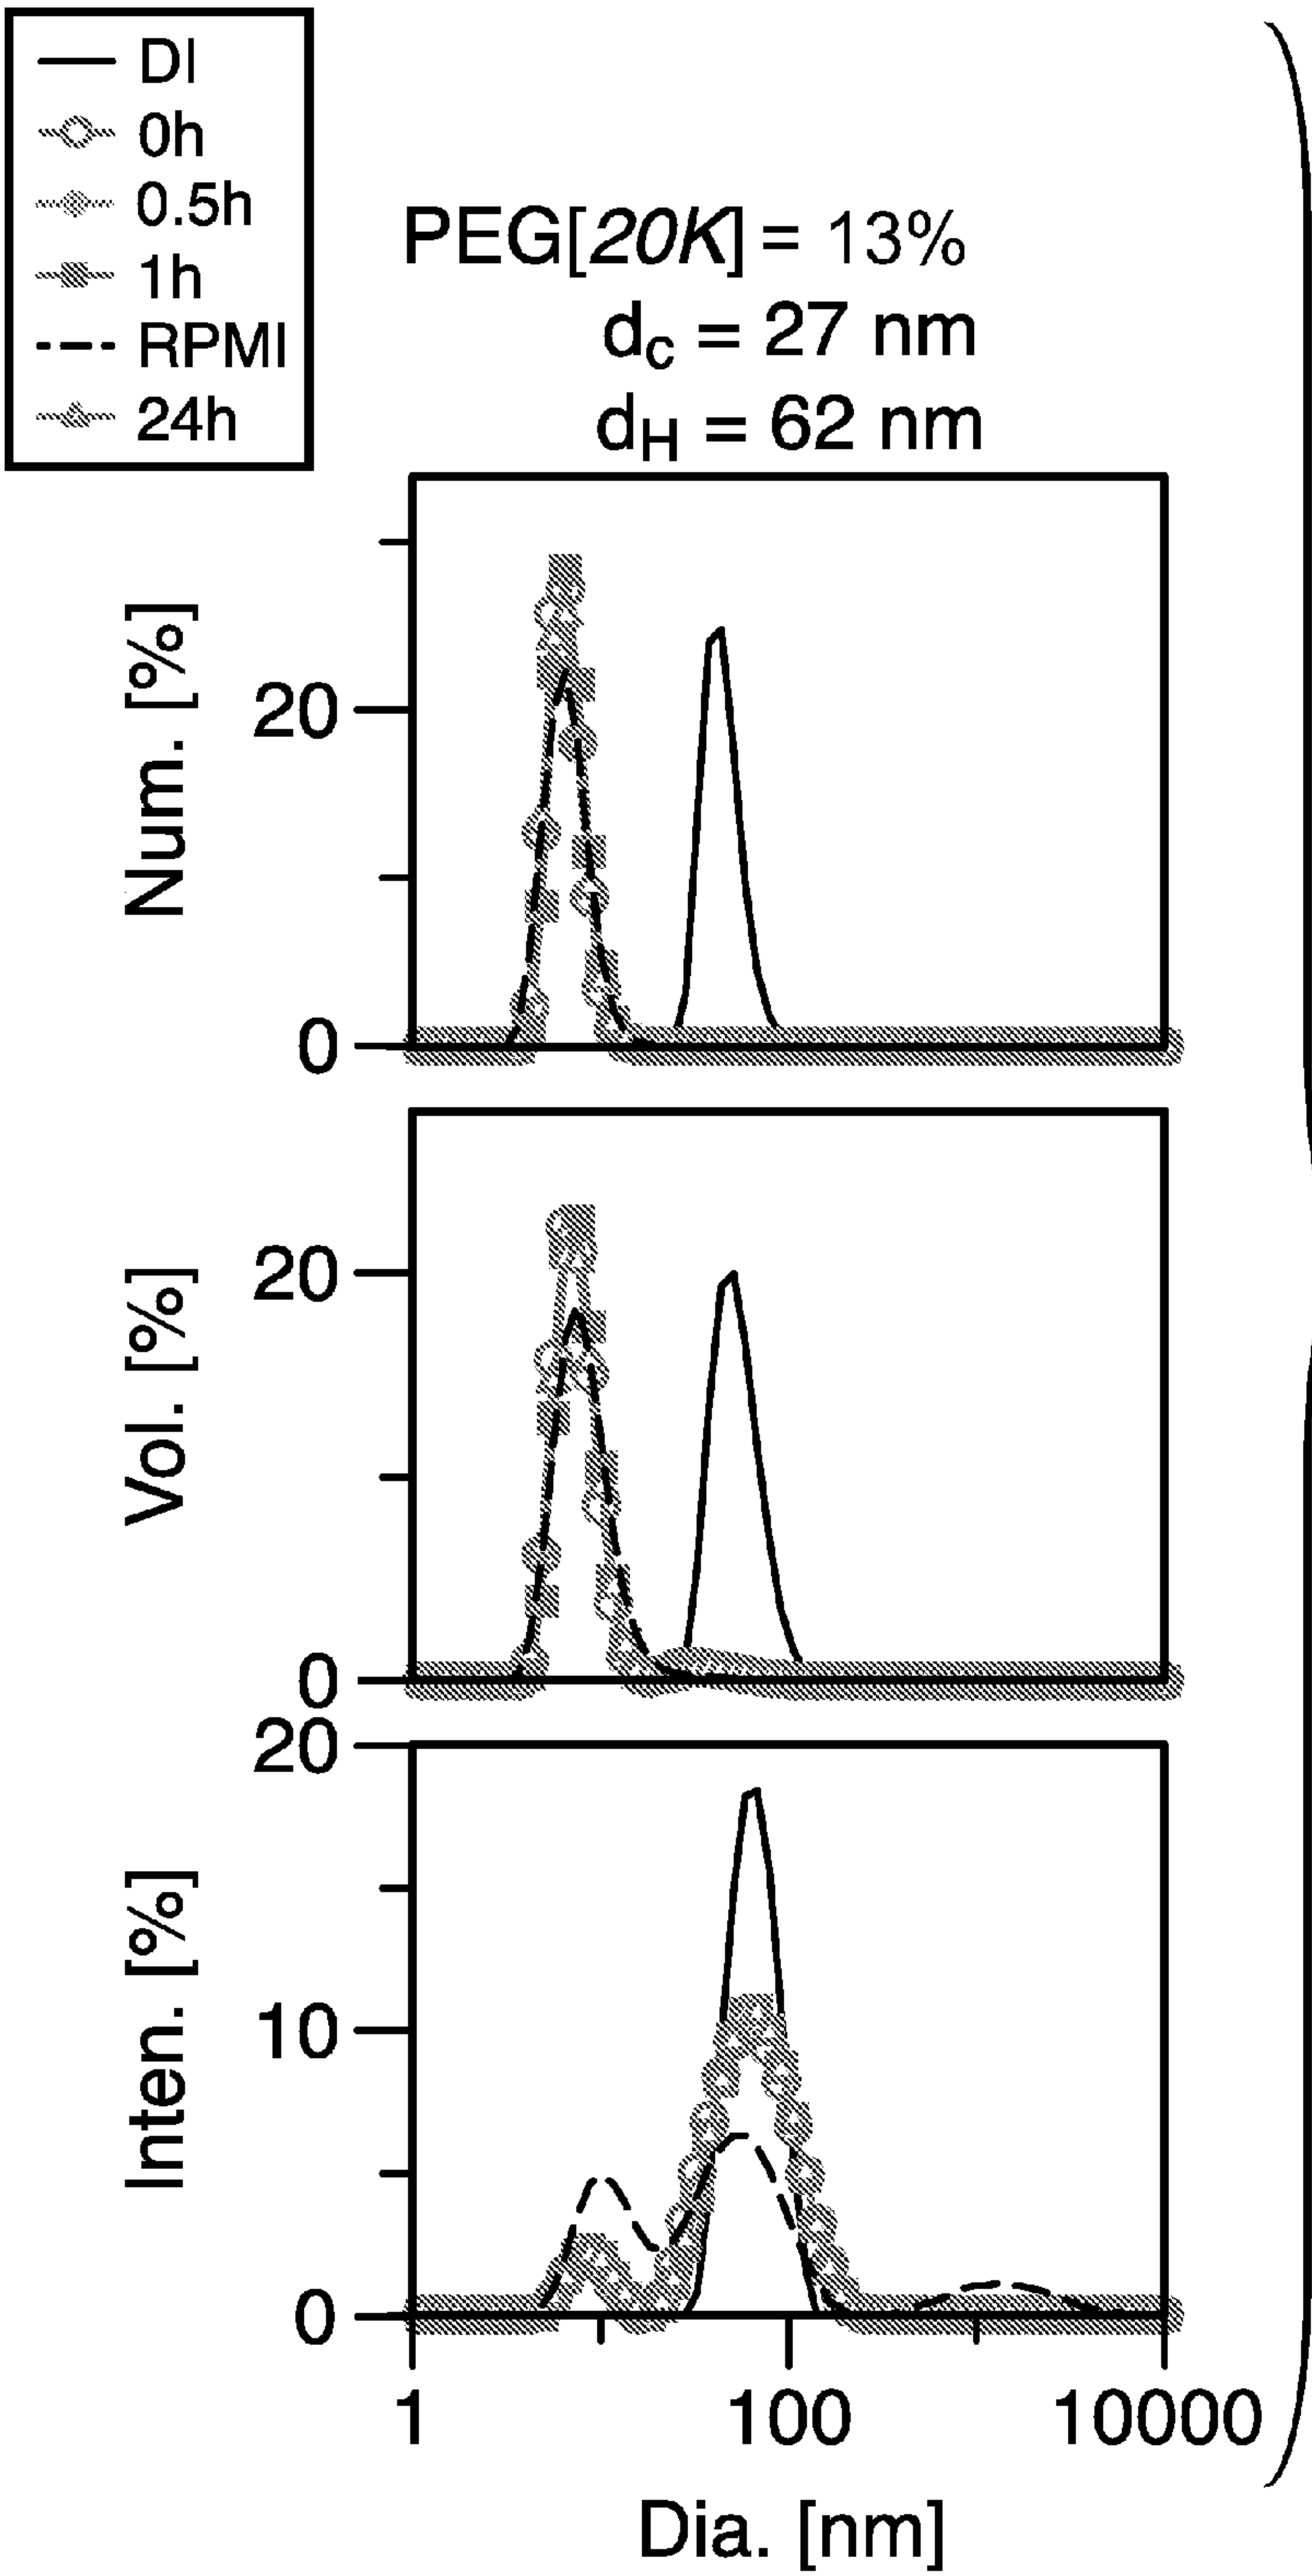 DI
0h
0.5h
1h
RPMI
24h
PEG[20K] = 13%
dc = 27 nm
dH = 62 nm
Num. [%]
20
0
Vol. [%]
20
0
Inten. [%]
20
10
0
1 100 10000
Dia. [nm]